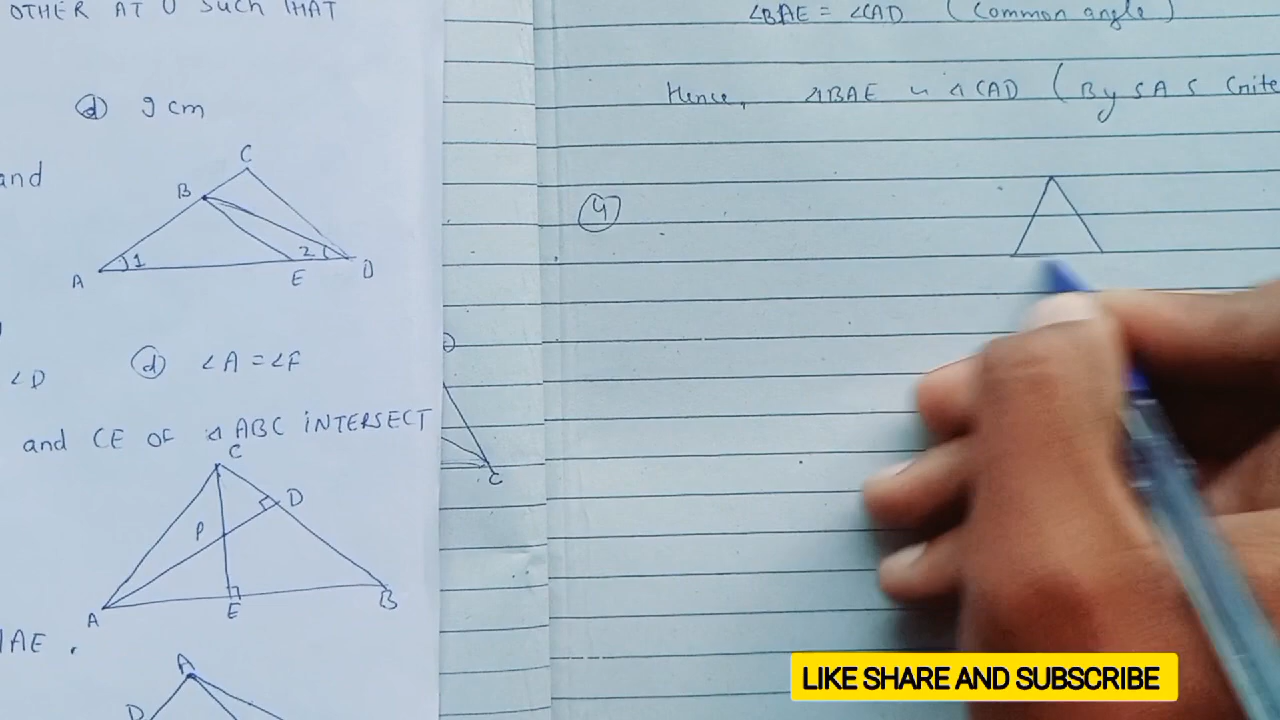 OTHER AT O SUCH THAT
(d) 9 cm
and
C
B
A
1
2
E
D
∠D
(d) ∠A = ∠F
and CE OF △ABC INTERSECT
C
D
P
A
E
B
AE .
A
D
C
∠BAE = ∠CAD (Common angle)
Hence, △BAE ~ △CAD (By SAS Crite
(4)
LIKE SHARE AND SUBSCRIBE